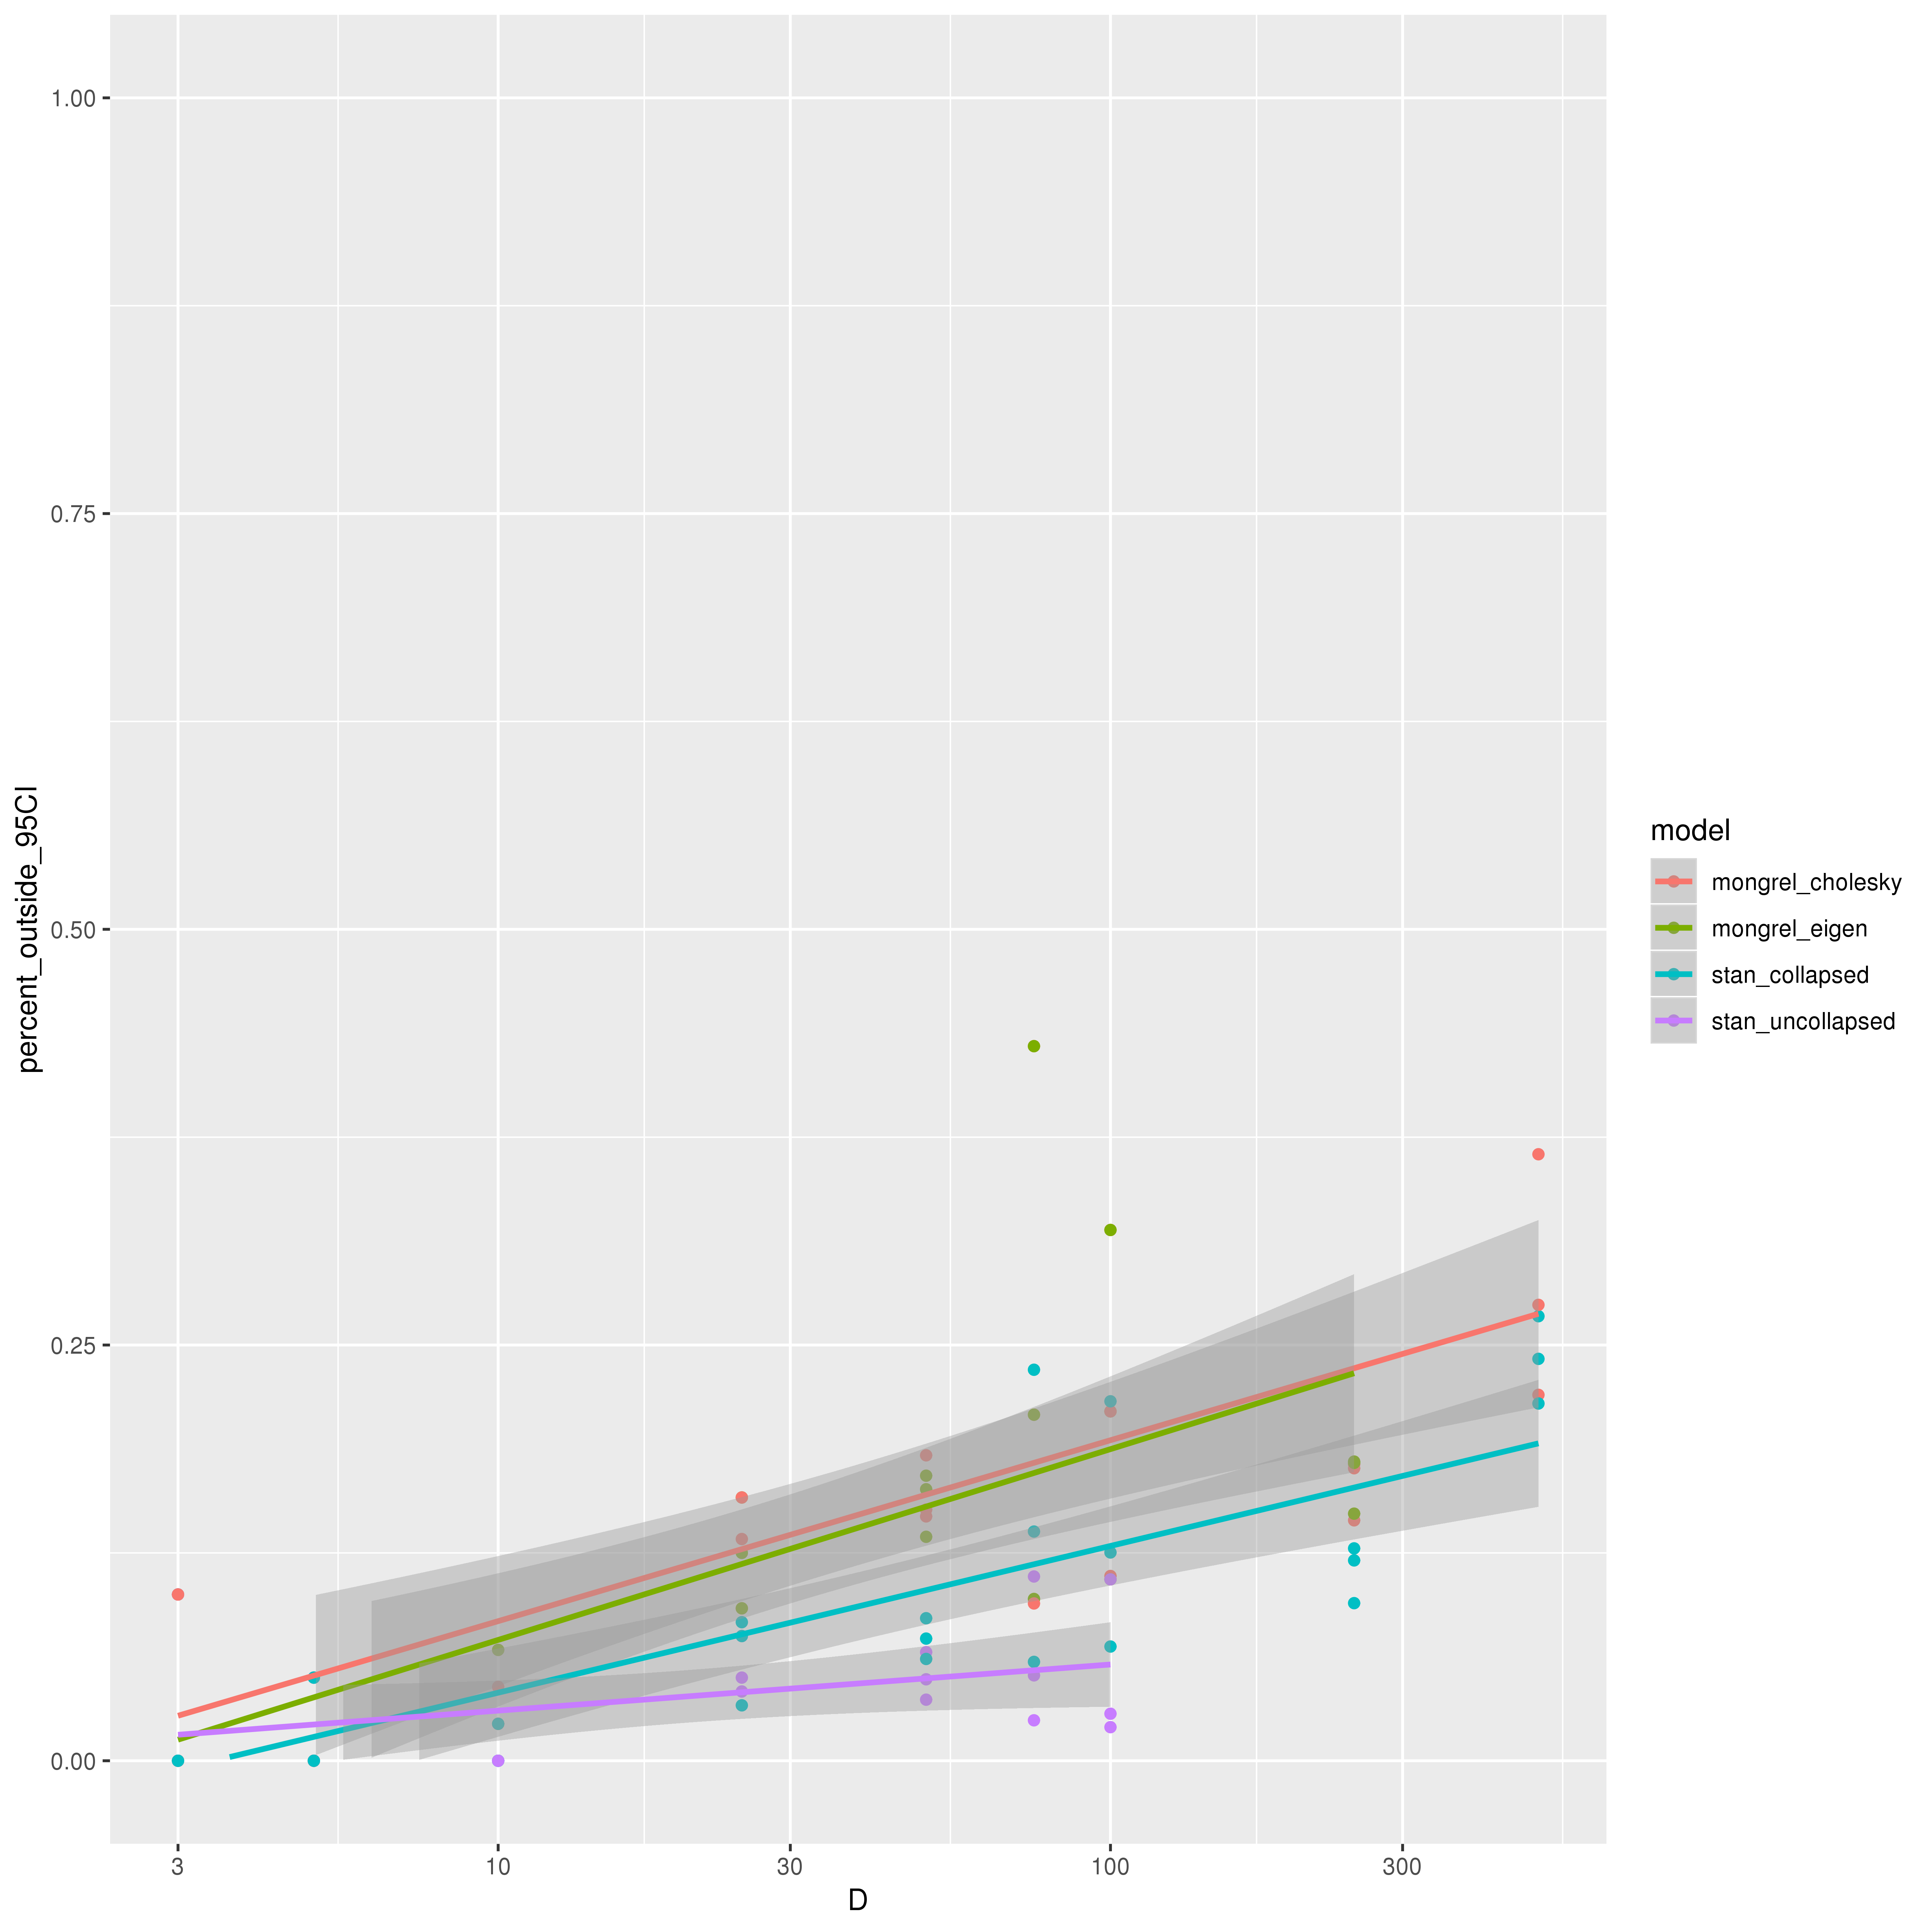 1.00
0.75
0.50
0.25
0.00
percent_outside_95CI
3 10 30 100 300
D
model
mongrel_cholesky
mongrel_eigen
stan_collapsed
stan_uncollapsed